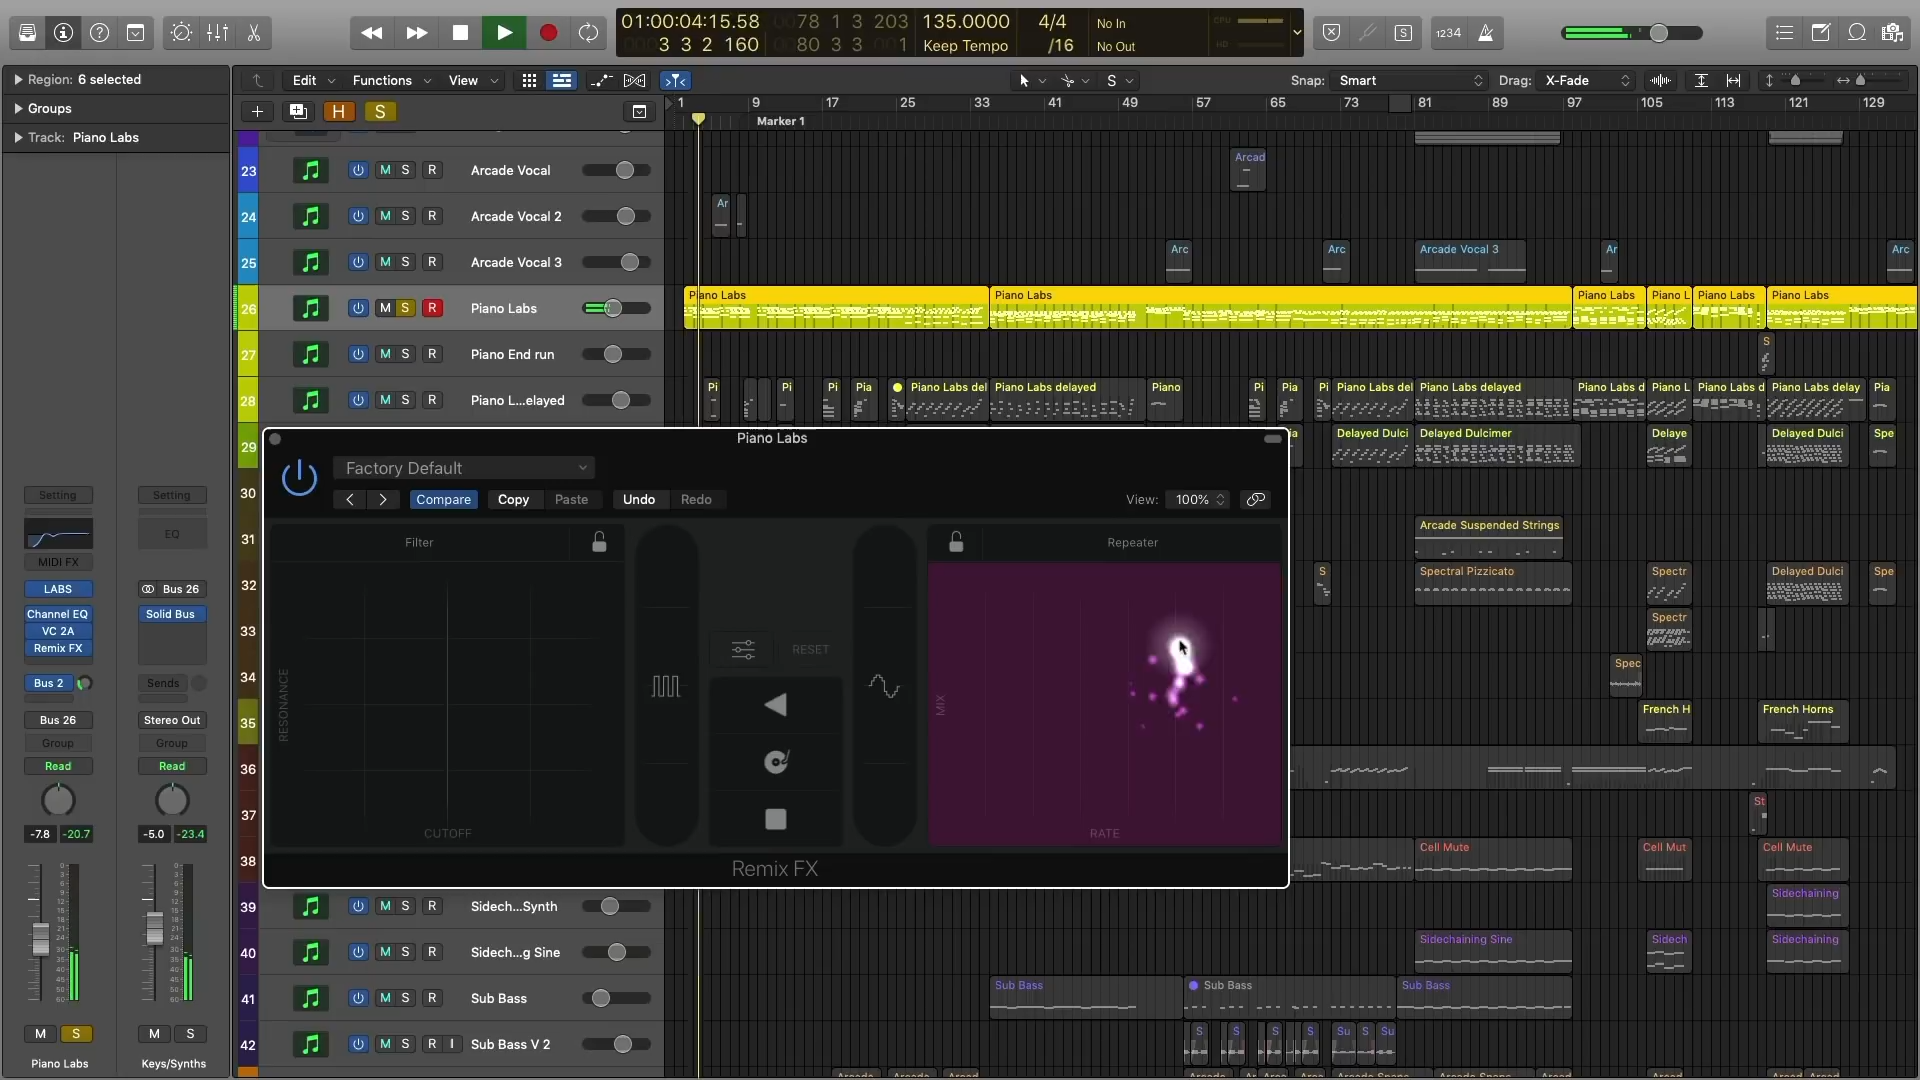 01:00:04:15.58 0078 1 3 203 135.0000 4/4 No In CPU
3 3 2 160 80 3 3 1 Keep Tempo /16 No Out HD
S 1234
Region: 6 selected
Groups
Track: Piano Labs
Edit Functions View S Snap: Smart Drag: X-Fade
H S
1 9 17 25 33 41 49 57 65 73 81 89 97 105 113 121 129
Marker 1
23 M S R Arcade Vocal Arcad
24 M S R Arcade Vocal 2 Ar
25 M S R Arcade Vocal 3 Arc Arc Arcade Vocal 3 Ar Arc
26 M S R Piano Labs Piano Labs Piano Labs Piano Labs Piano L Piano Labs Piano Labs
27 M S R Piano End run S
28 M S R Piano L...elayed Pi Pi Pi Pia Piano Labs del Piano Labs delayed Piano Pi Pia Pi Piano Labs del Piano Labs delayed Piano Labs d Piano L Piano Labs d Piano Labs delay Pia
29 ia Delayed Dulci Delayed Dulcimer Delaye Delayed Dulci Spe
30
31 Arcade Suspended Strings
32 S Spectral Pizzicato Spectr Delayed Dulci Spe
33 Spectr
34 Spec
35 French H French Horns
36
37 St
38 Cell Mute Cell Mut Cell Mute
39 M S R Sidech...Synth Sidechaining
40 M S R Sidech...g Sine Sidechaining Sine Sidech Sidechaining
41 M S R Sub Bass Sub Bass Sub Bass Sub Bass
42 M S R I Sub Bass V 2 S S S S Su S Su
Piano Labs
Factory Default
Compare Copy Paste Undo Redo View: 100%
Filter Repeater
RESET
RESONANCE MIX
CUTOFF RATE
Remix FX
Setting Setting
EQ
MIDI FX
LABS Bus 26
Channel EQ Solid Bus
VC 2A
Remix FX
Bus 2 Sends
Bus 26 Stereo Out
Group Group
Read Read
-7.8 -20.7 -5.0 -23.4
M S M S
Piano Labs Keys/Synths